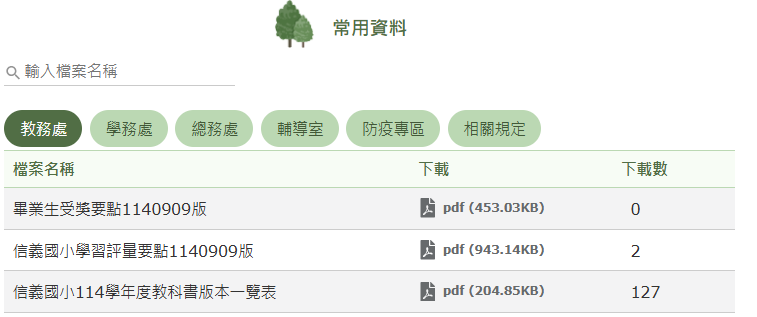 常用資料
輸入檔案名稱
教務處 學務處 總務處 輔導室 防疫專區 相關規定
檔案名稱 下載 下載數
畢業生受獎要點1140909版 pdf (453.03KB) 0
信義國小學習評量要點1140909版 pdf (943.14KB) 2
信義國小114學年度教科書版本一覽表 pdf (204.85KB) 127